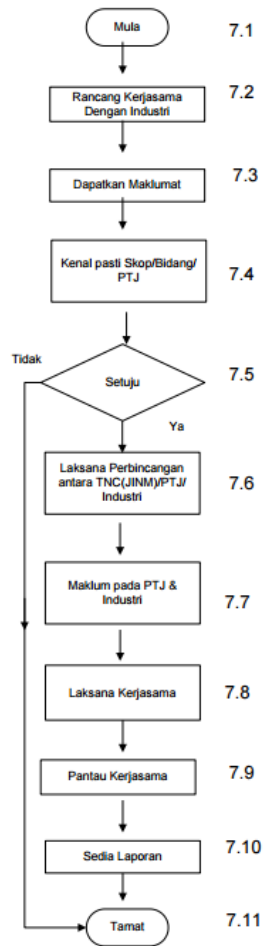 Mula
7.1
Rancang Kerjasama
Dengan Industri
7.2
Dapatkan Maklumat
7.3
Kenal pasti Skop/Bidang/
PTJ
7.4
Tidak
Setuju
7.5
Ya
Laksana Perbincangan
antara TNC(JINM)/PTJ/
Industri
7.6
Maklum pada PTJ &
Industri
7.7
Laksana Kerjasama
7.8
Pantau Kerjasama
7.9
Sedia Laporan
7.10
Tamat
7.11